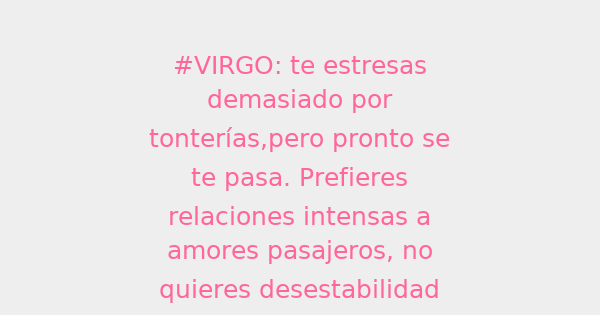 #VIRGO: te estresas
demasiado por
tonterías,pero pronto se
te pasa. Prefieres
relaciones intensas a
amores pasajeros, no
quieres desestabilidad